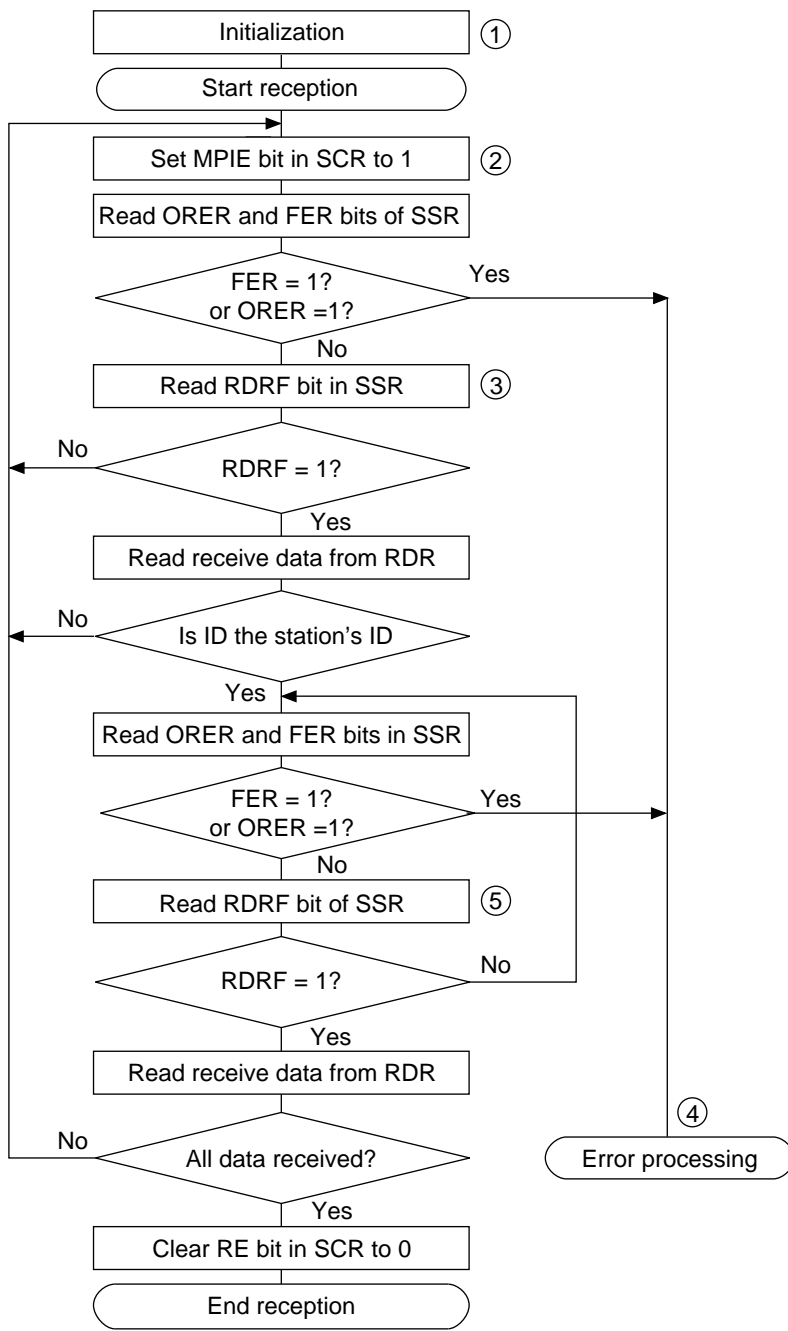 Initialization
①
Start reception
Set MPIE bit in SCR to 1
②
Read ORER and FER bits of SSR
FER = 1?
or ORER =1?
Yes
No
Read RDRF bit in SSR
③
RDRF = 1?
No
Yes
Read receive data from RDR
Is ID the station's ID
No
Yes
Read ORER and FER bits in SSR
FER = 1?
or ORER =1?
Yes
No
Read RDRF bit of SSR
⑤
RDRF = 1?
No
Yes
Read receive data from RDR
④
All data received?
No
Error processing
Yes
Clear RE bit in SCR to 0
End reception